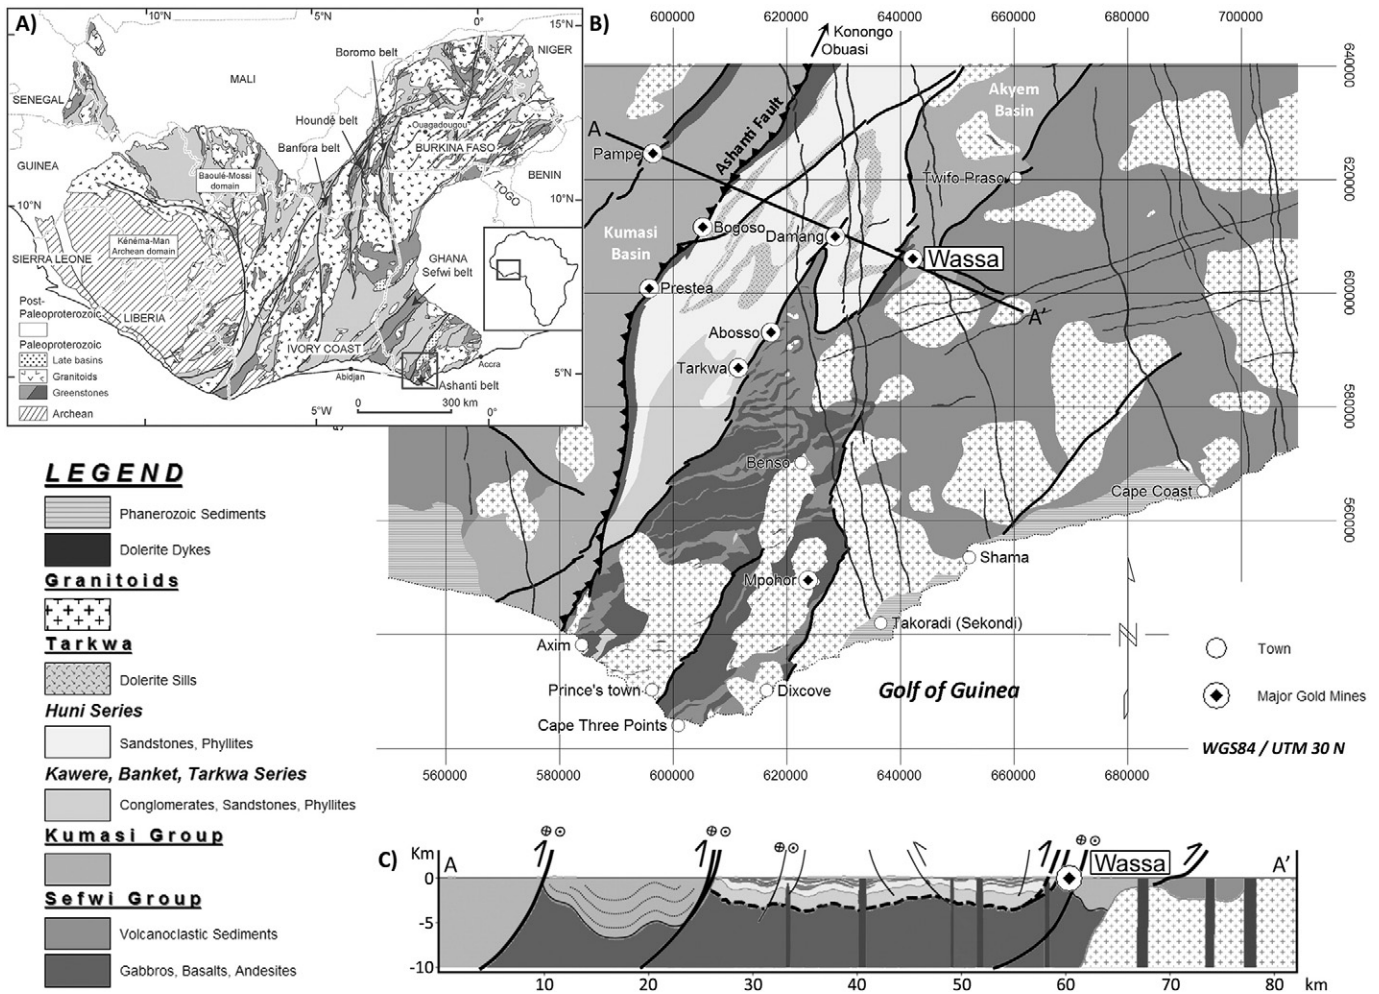 A)
10°N
5°N
0°
15°N
NIGER
Boromo belt
MALI
SENEGAL
Houndé belt
Ouagadougou
Banfora belt
BURKINA FASO
GUINEA
Baoulé-Mossi
domain
BENIN
TOGO
10°N
10°N
Kénéma-Man
Archean domain
SIERRA LEONE
GHANA
Sefwi belt
LIBERIA
Post-
Paleoproterozoic
Paleoproterozoic
Late basins
Granitoids
Greenstones
Archean
IVORY COAST
Abidjan
Accra
Ashanti belt
5°N
5°W
0
300 km
0°
B)
600000
620000
640000
660000
680000
700000
Konongo
Obuasi
640000
620000
600000
580000
560000
Akyem
Basin
Ashanti Fault
A
Pampe
Twifo Praso
Kumasi
Basin
Bogoso
Damang
Wassa
Prestea
A'
Abosso
Tarkwa
Benso
Cape Coast
Shama
Mpohor
Takoradi (Sekondi)
Axim
Prince's town
Dixcove
Cape Three Points
Golf of Guinea
N
Town
Major Gold Mines
WGS84 / UTM 30 N
560000
580000
600000
620000
640000
660000
680000
LEGEND
Phanerozoic Sediments
Dolerite Dykes
Granitoids
Tarkwa
Dolerite Sills
Huni Series
Sandstones, Phyllites
Kawere, Banket, Tarkwa Series
Conglomerates, Sandstones, Phyllites
Kumasi Group
Sefwi Group
Volcanoclastic Sediments
Gabbros, Basalts, Andesites
C)
Km
A
Wassa
A'
0
-5
-10
10
20
30
40
50
60
70
80
km